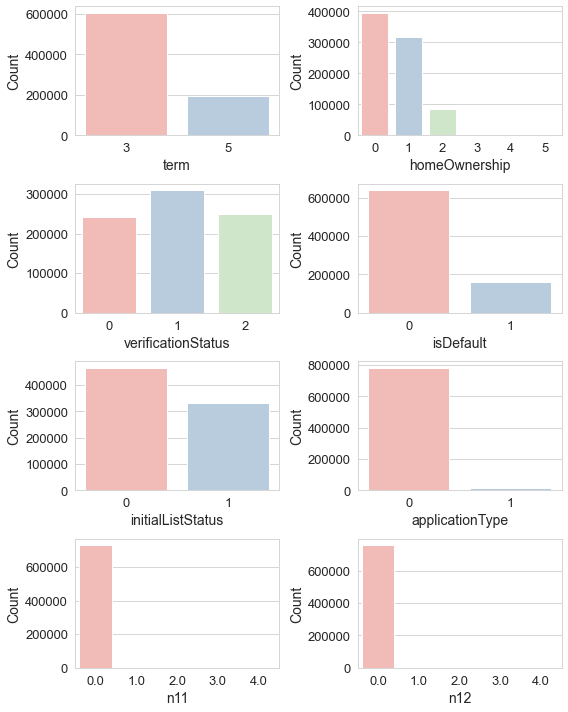 600000
400000
200000
0
Count
3 5
term
400000
300000
200000
100000
0
Count
0 1 2 3 4 5
homeOwnership
300000
200000
100000
0
Count
0 1 2
verificationStatus
600000
400000
200000
0
Count
0 1
isDefault
400000
300000
200000
100000
0
Count
0 1
initialListStatus
800000
600000
400000
200000
0
Count
0 1
applicationType
600000
400000
200000
0
Count
0.0 1.0 2.0 3.0 4.0
n11
600000
400000
200000
0
Count
0.0 1.0 2.0 3.0 4.0
n12